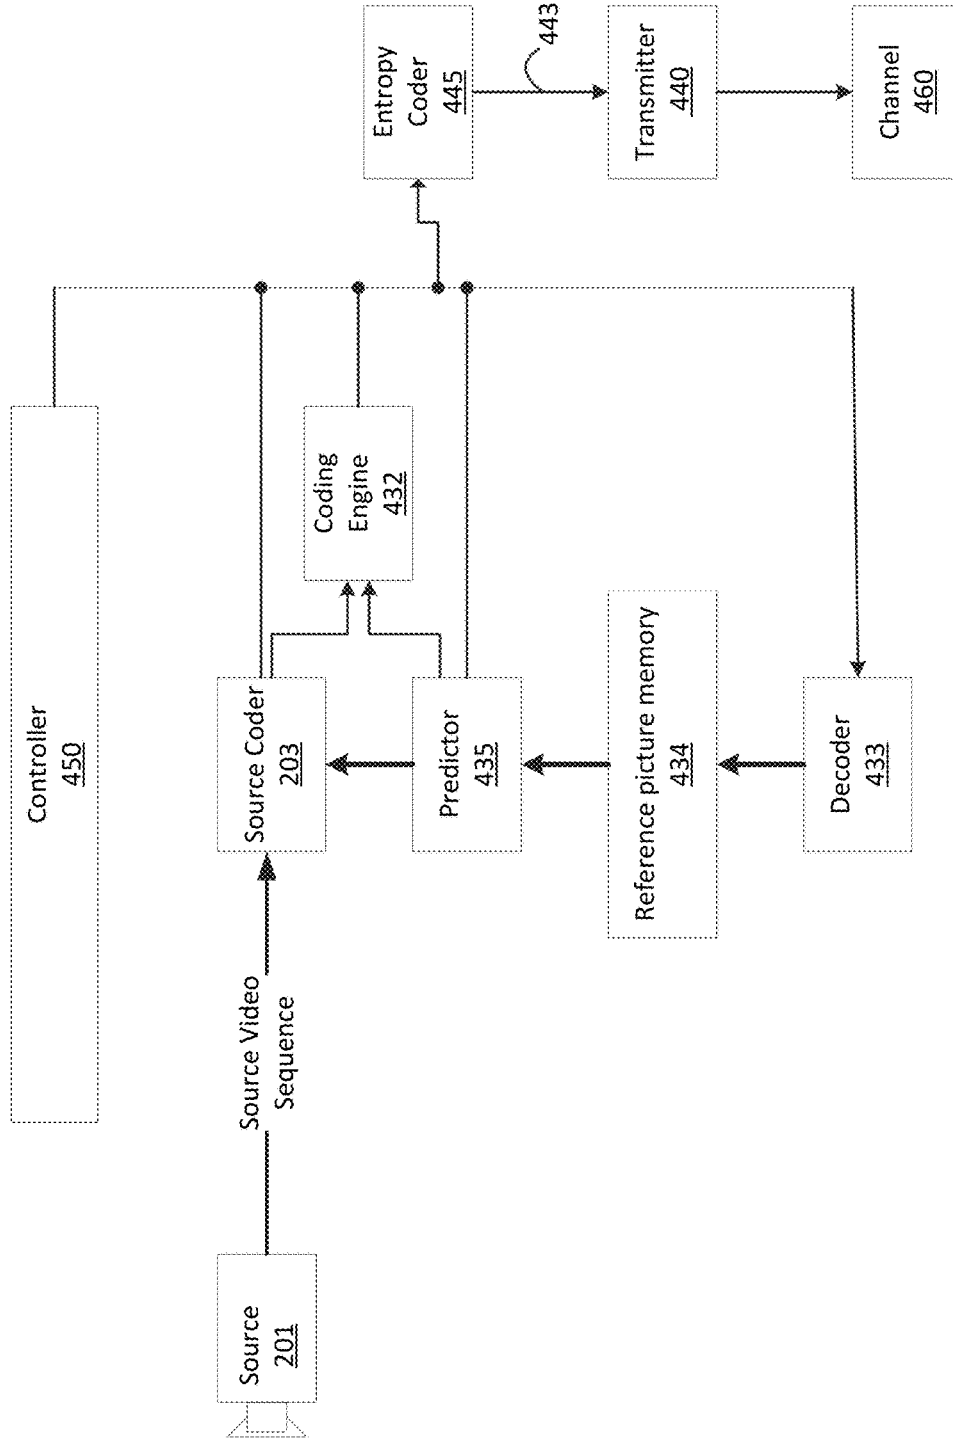 Controller
450
Source
201
Source Video
Sequence
Source Coder
203
Coding
Engine
432
Predictor
435
Reference picture memory
434
Decoder
433
Entropy
Coder
445
443
Transmitter
440
Channel
460